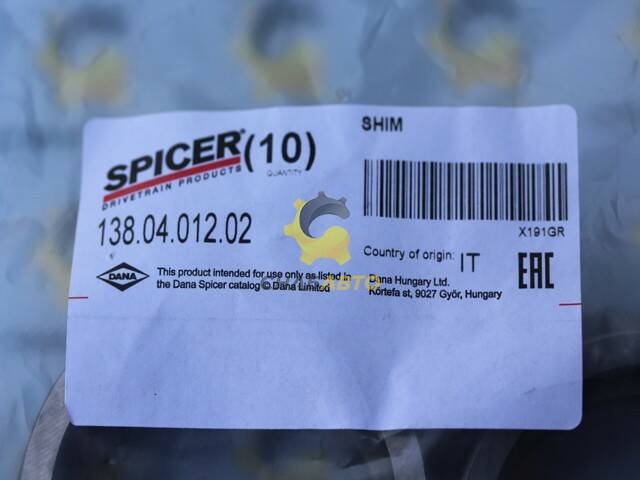 SPICER®
DRIVETRAIN PRODUCTS
(10)
QUANTITY
SHIM
138.04.012.02
X191GR
Country of origin: IT
EAC
DANA
This product intended for use only as listed in
the Dana Spicer catalog © Dana Limited
Dana Hungary Ltd.
Körtefa st, 9027 Győr, Hungary